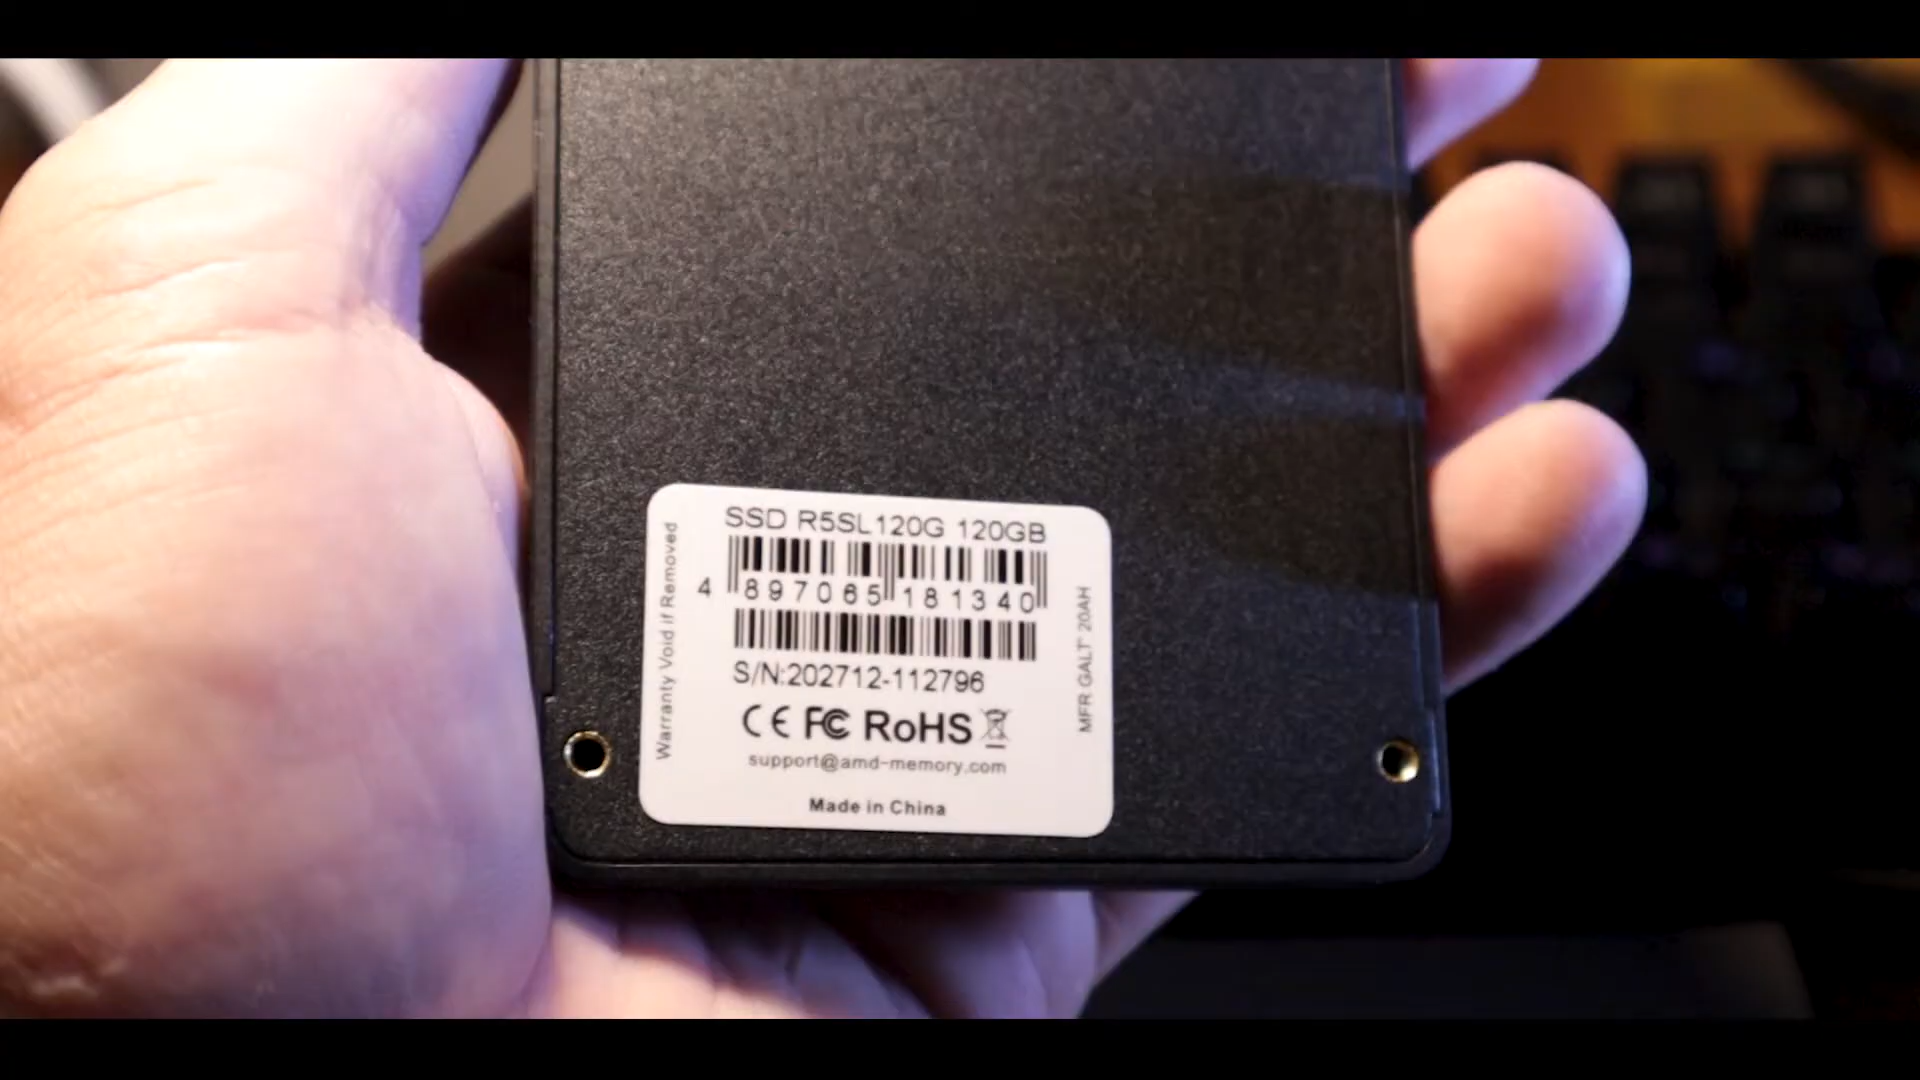 SSD R5SL120G 120GB
4 897065 181340
S/N:202712-112796
CE FC RoHS
support@amd-memory.com
Made in China
Warranty Void if Removed
MFR GALT' 20AH